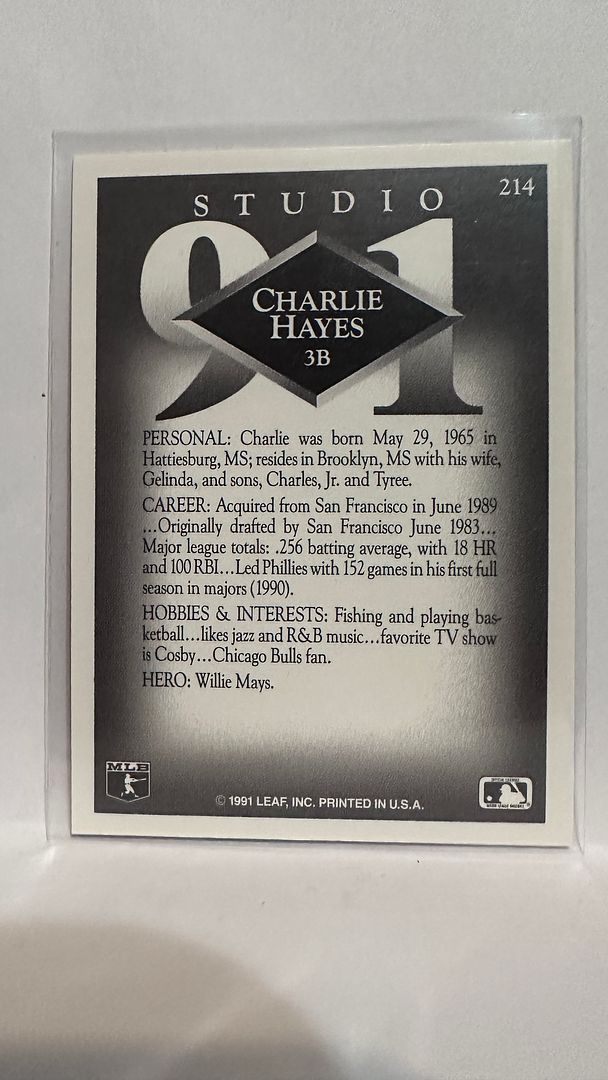 214
STUDIO
91
CHARLIE
HAYES
3B
PERSONAL: Charlie was born May 29, 1965 in
Hattiesburg, MS; resides in Brooklyn, MS with his wife,
Gelinda, and sons, Charles, Jr. and Tyree.
CAREER: Acquired from San Francisco in June 1989
...Originally drafted by San Francisco June 1983...
Major league totals: .256 batting average, with 18 HR
and 100 RBI...Led Phillies with 152 games in his first full
season in majors (1990).
HOBBIES & INTERESTS: Fishing and playing bas-
ketball...likes jazz and R&B music...favorite TV show
is Cosby...Chicago Bulls fan.
HERO: Willie Mays.
MLB
© 1991 LEAF, INC. PRINTED IN U.S.A.